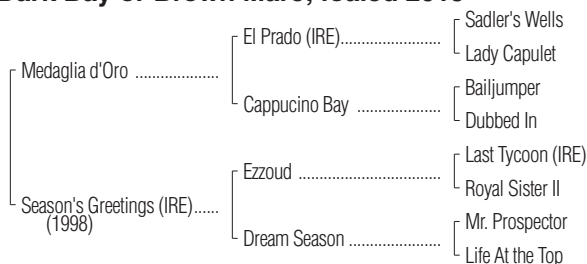 Dark Bay or Brown Mare; foaled 2013
Sadler's Wells
El Prado (IRE)........................
Lady Capulet
Medaglia d'Oro ....................
Bailjumper
Cappucino Bay ....................
Dubbed In
Last Tycoon (IRE)
Ezzoud ..................................
Royal Sister II
Season's Greetings (IRE)......
(1998)
Mr. Prospector
Dream Season ......................
Life At the Top